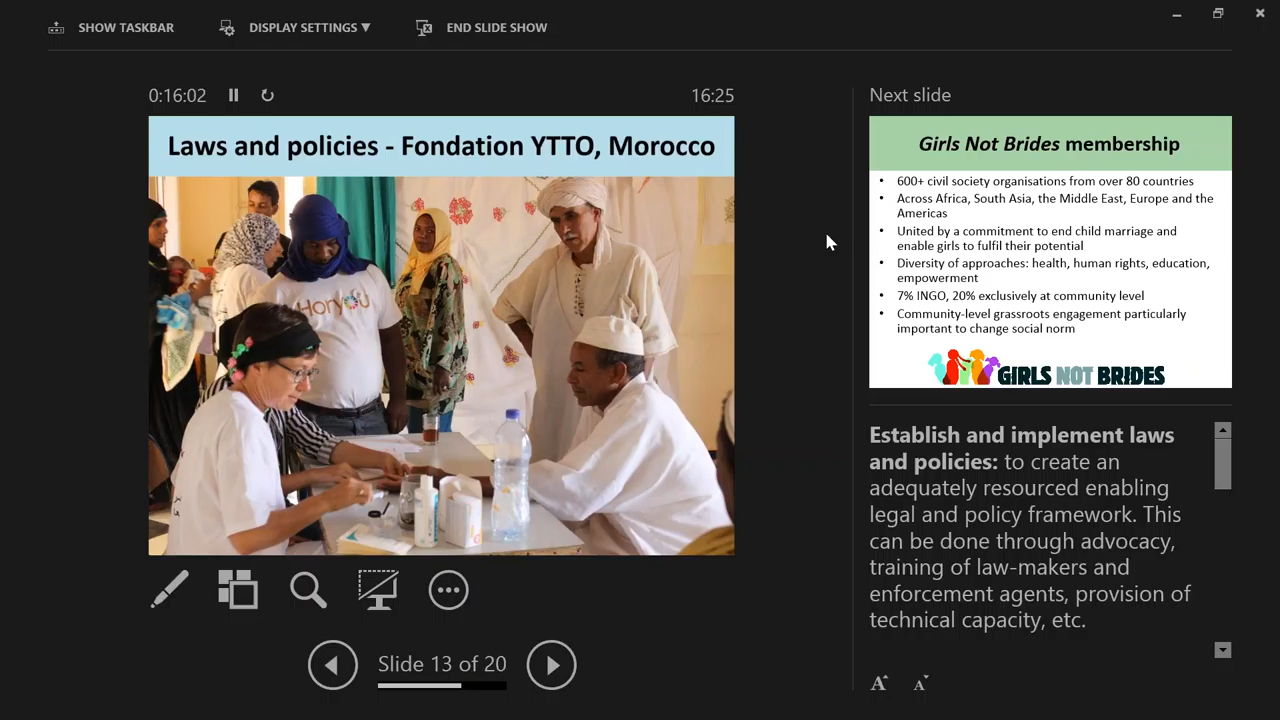 SHOW TASKBAR
DISPLAY SETTINGS ▼
END SLIDE SHOW
0:16:02
16:25
Laws and policies - Fondation YTTO, Morocco
HonyoU
Slide 13 of 20
Next slide
Girls Not Brides membership
• 600+ civil society organisations from over 80 countries
• Across Africa, South Asia, the Middle East, Europe and the
Americas
• United by a commitment to end child marriage and
enable girls to fulfil their potential
• Diversity of approaches: health, human rights, education,
empowerment
• 7% INGO, 20% exclusively at community level
• Community-level grassroots engagement particularly
important to change social norm
GIRLS NOT BRIDES
Establish and implement laws
and policies: to create an
adequately resourced enabling
legal and policy framework. This
can be done through advocacy,
training of law-makers and
enforcement agents, provision of
technical capacity, etc.
A
A